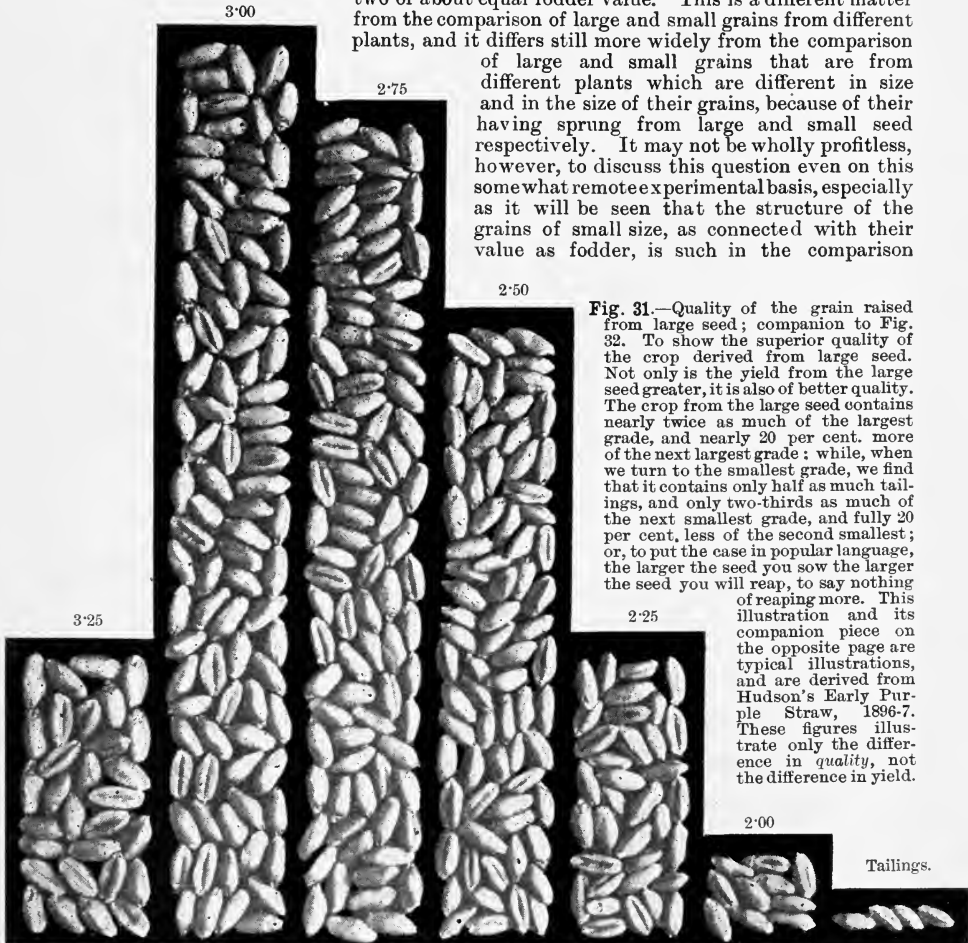 two of about equal fodder value. This is a different matter
from the comparison of large and small grains from different
plants, and it differs still more widely from the comparison
of large and small grains that are from
different plants which are different in size
and in the size of their grains, because of their
having sprung from large and small seed
respectively. It may not be wholly profitless,
however, to discuss this question even on this
somewhat remote experimental basis, especially
as it will be seen that the structure of the
grains of small size, as connected with their
value as fodder, is such in the comparison
3·00
2·75
2·50
Fig. 31.—Quality of the grain raised
from large seed; companion to Fig.
32. To show the superior quality of
the crop derived from large seed.
Not only is the yield from the large
seed greater, it is also of better quality.
The crop from the large seed contains
nearly twice as much of the largest
grade, and nearly 20 per cent. more
of the next largest grade: while, when
we turn to the smallest grade, we find
that it contains only half as much tail-
ings, and only two-thirds as much of
the next smallest grade, and fully 20
per cent. less of the second smallest;
or, to put the case in popular language,
the larger the seed you sow the larger
the seed you will reap, to say nothing
of reaping more. This
illustration and its
companion piece on
the opposite page are
typical illustrations,
and are derived from
Hudson's Early Pur-
ple Straw, 1896-7.
These figures illus-
trate only the differ-
ence in quality, not
the difference in yield.
3·25
2·25
2·00
Tailings.